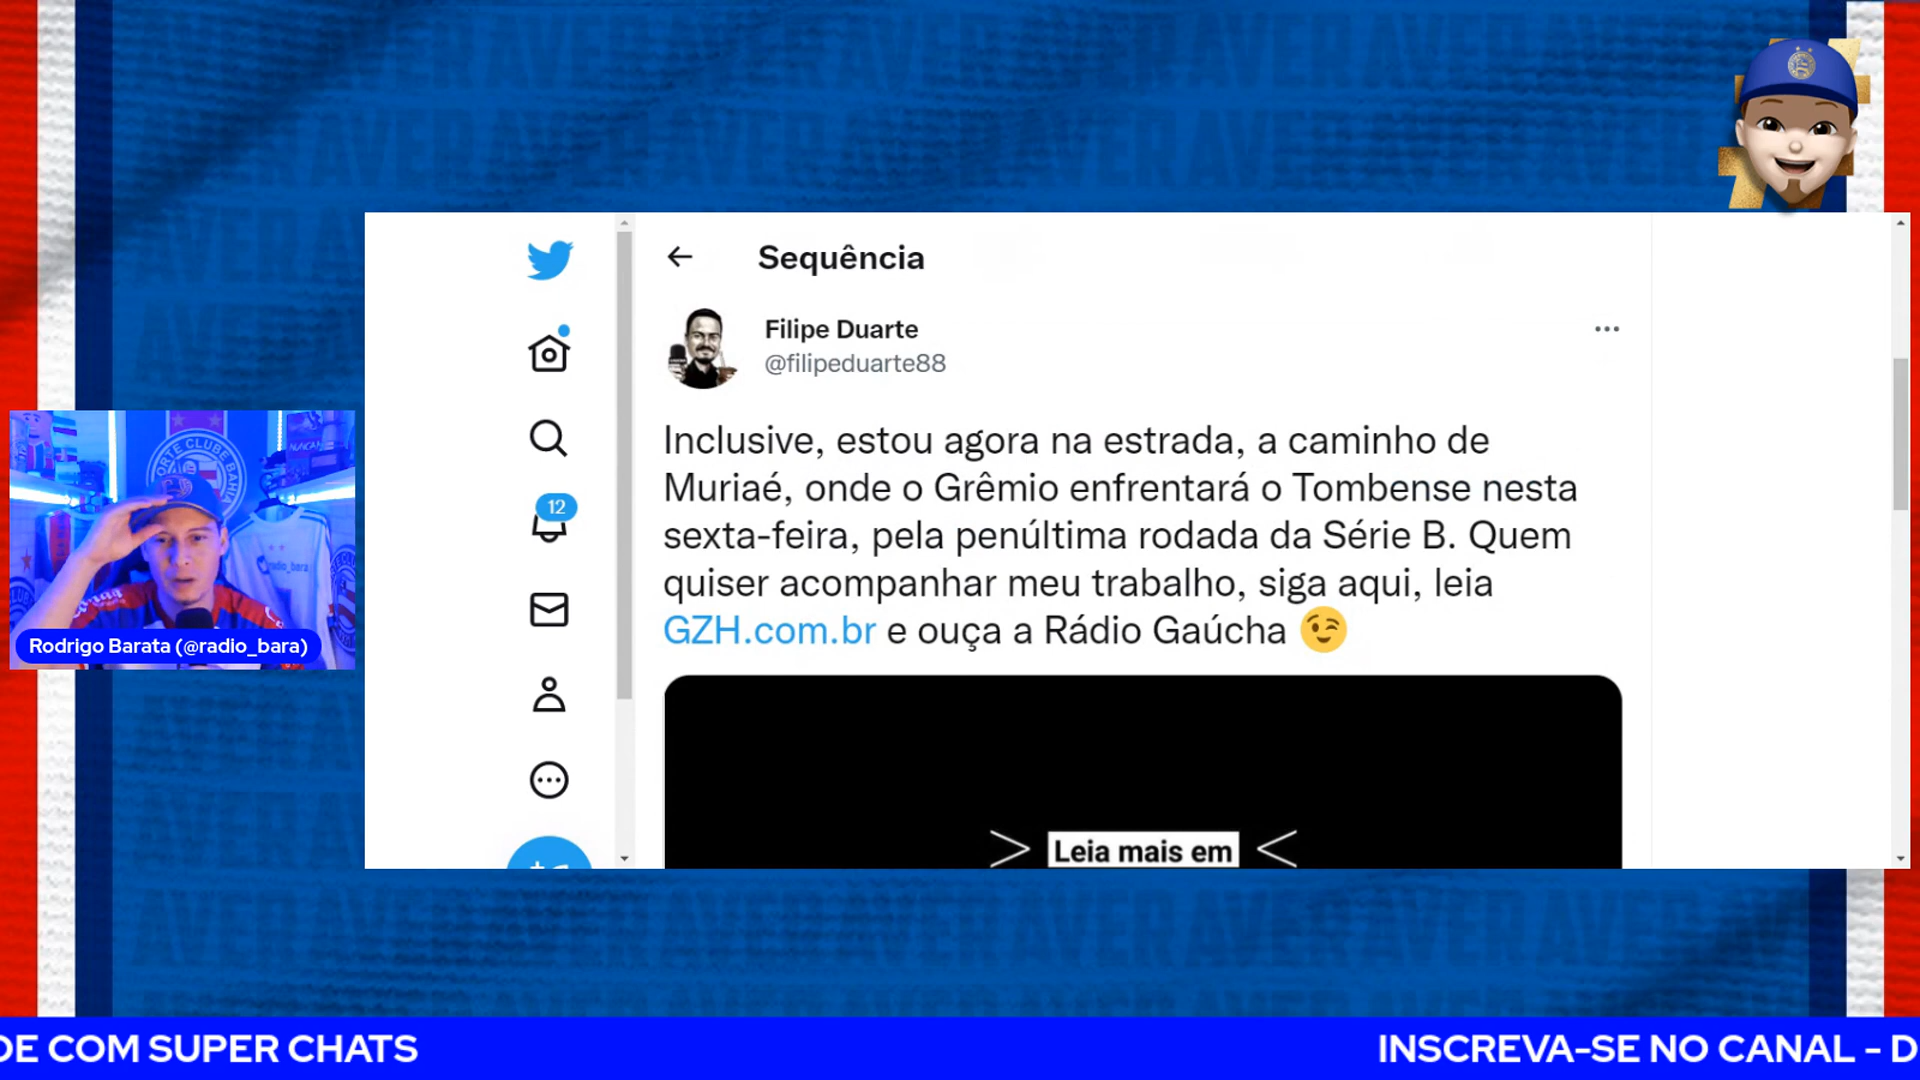 Sequência
Filipe Duarte
@filipeduarte88
Inclusive, estou agora na estrada, a caminho de
Muriaé, onde o Grêmio enfrentará o Tombense nesta
sexta-feira, pela penúltima rodada da Série B. Quem
quiser acompanhar meu trabalho, siga aqui, leia
GZH.com.br e ouça a Rádio Gaúcha 😉
12
> Leia mais em <
radio_bara
Rodrigo Barata (@radio_bara)
DE COM SUPER CHATS
INSCREVA-SE NO CANAL - D